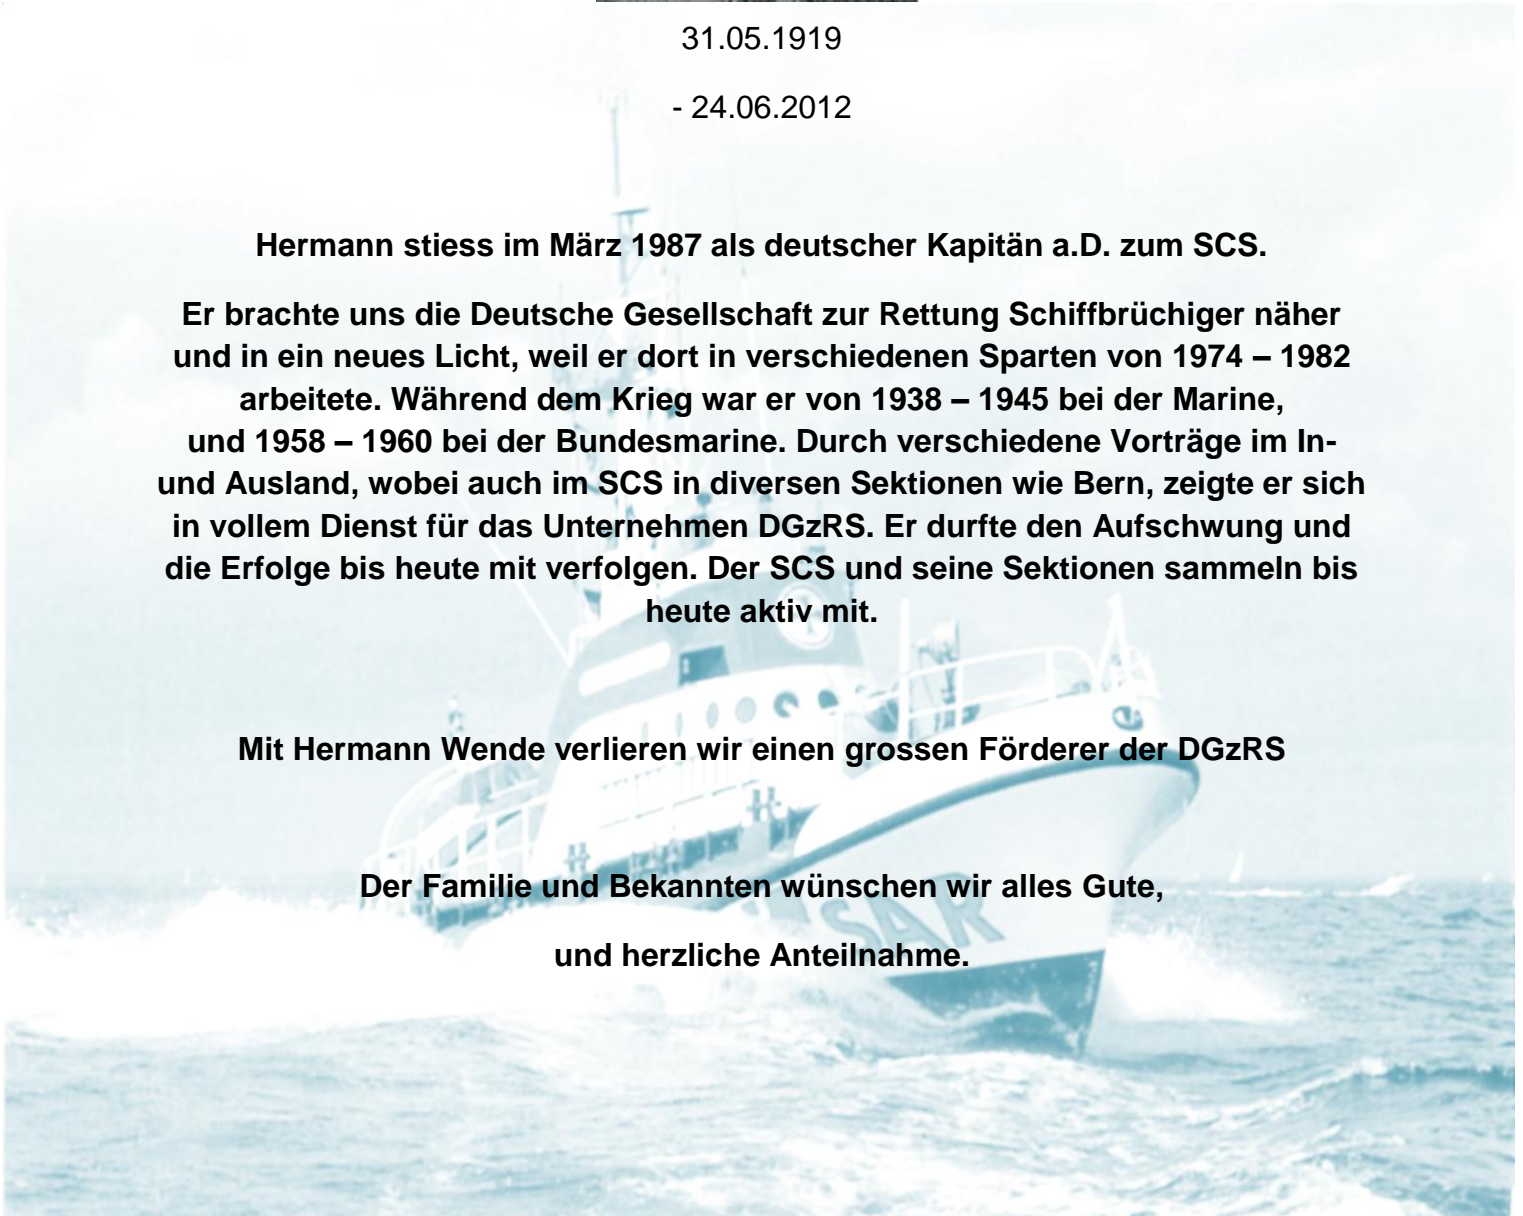 31.05.1919
- 24.06.2012
Hermann stiess im März 1987 als deutscher Kapitän a.D. zum SCS.
Er brachte uns die Deutsche Gesellschaft zur Rettung Schiffbrüchiger näher
und in ein neues Licht, weil er dort in verschiedenen Sparten von 1974 – 1982
arbeitete. Während dem Krieg war er von 1938 – 1945 bei der Marine,
und 1958 – 1960 bei der Bundesmarine. Durch verschiedene Vorträge im In-
und Ausland, wobei auch im SCS in diversen Sektionen wie Bern, zeigte er sich
in vollem Dienst für das Unternehmen DGzRS. Er durfte den Aufschwung und
die Erfolge bis heute mit verfolgen. Der SCS und seine Sektionen sammeln bis
heute aktiv mit.
Mit Hermann Wende verlieren wir einen grossen Förderer der DGzRS
Der Familie und Bekannten wünschen wir alles Gute,
SAR
und herzliche Anteilnahme.